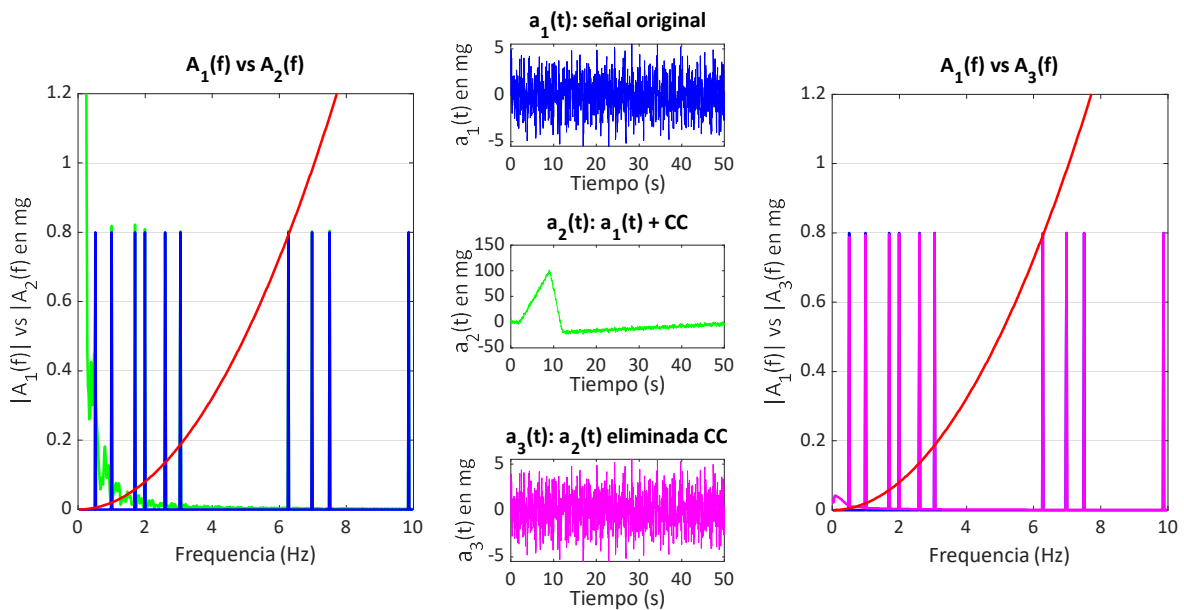 A1(f) vs A2(f)
|A1(f)| vs |A2(f)| en mg
1.2
1
0.8
0.6
0.4
0.2
0
0 2 4 6 8 10
Frequencia (Hz)
a1(t): señal original
a1(t) en mg
5
0
-5
0 10 20 30 40 50
Tiempo (s)
a2(t): a1(t) + CC
a2(t) en mg
150
100
50
0
-50
0 10 20 30 40 50
Tiempo (s)
a3(t): a2(t) eliminada CC
a3(t) en mg
5
0
-5
0 10 20 30 40 50
Tiempo (s)
A1(f) vs A3(f)
|A1(f)| vs |A3(f)| en mg
1.2
1
0.8
0.6
0.4
0.2
0
0 2 4 6 8 10
Frequencia (Hz)